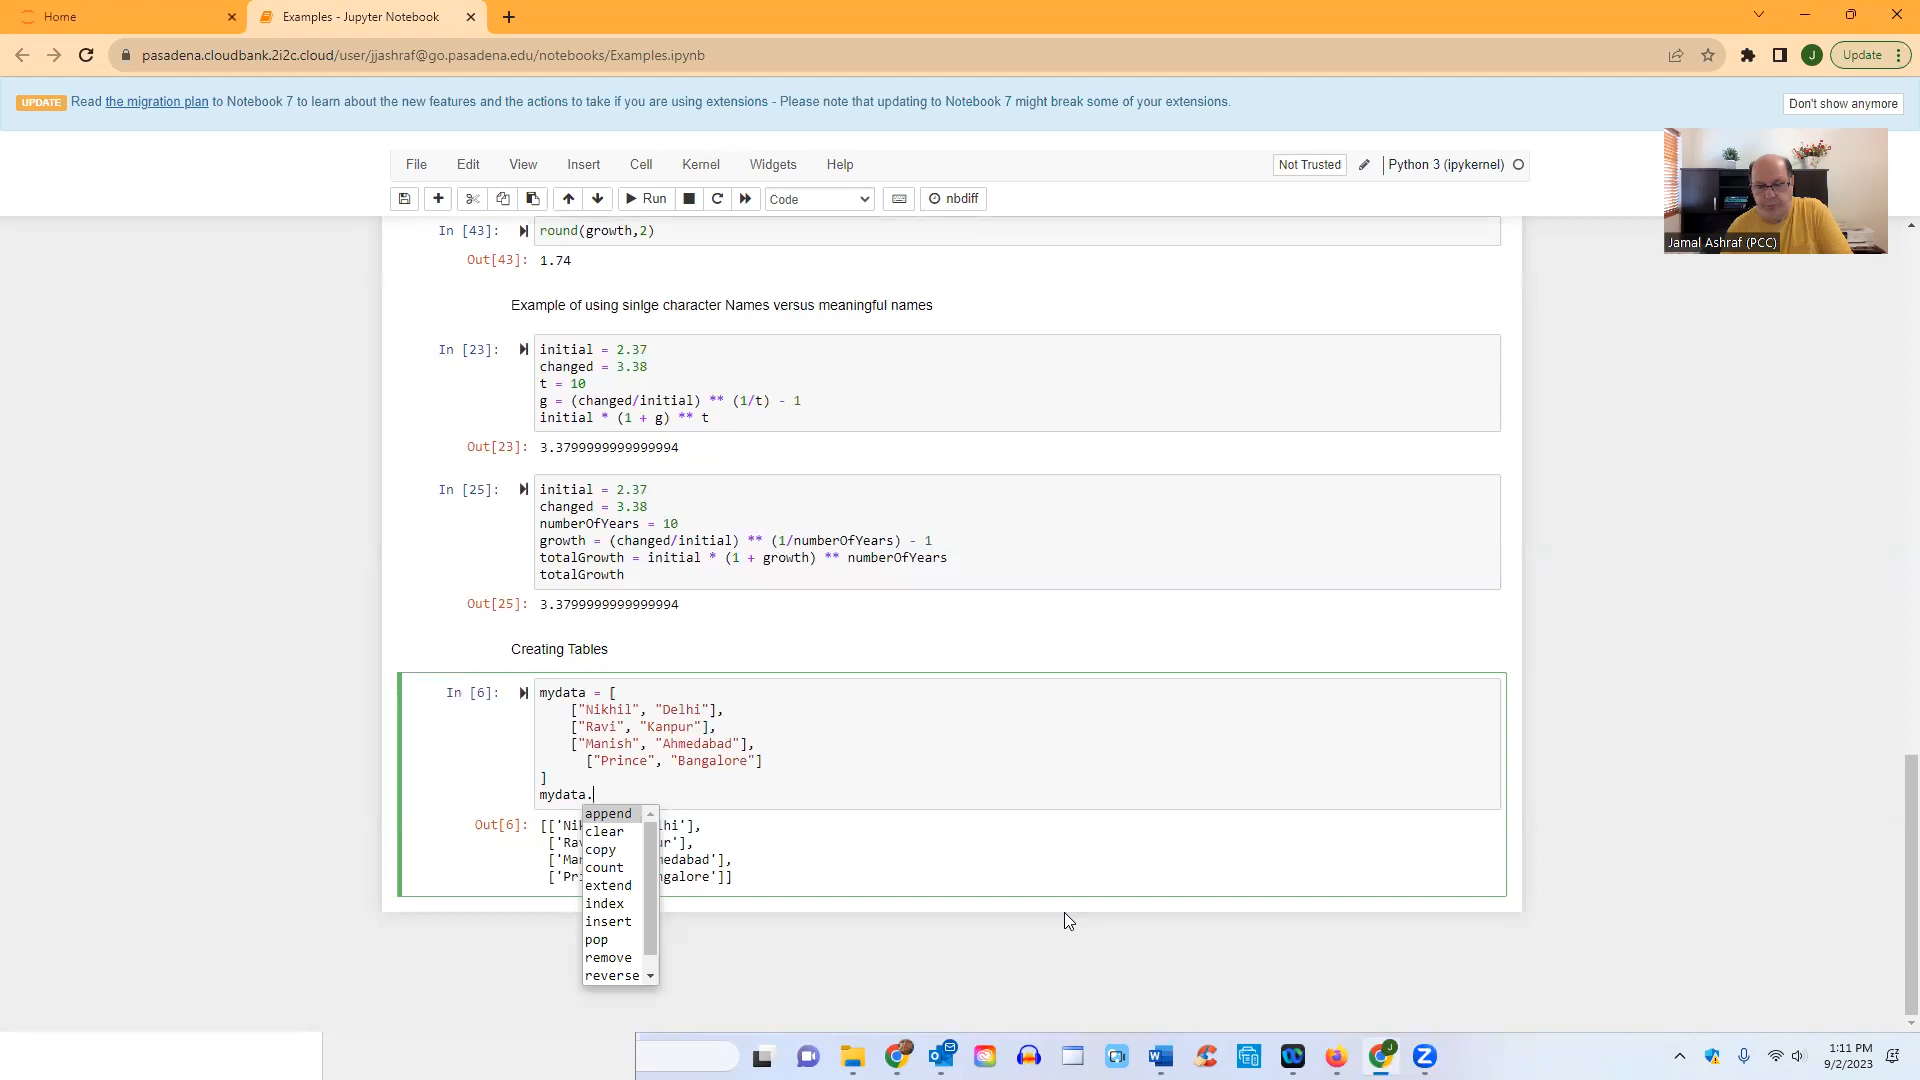 Home
Examples - Jupyter Notebook
pasadena.cloudbank.2i2c.cloud/user/jjashraf@go.pasadena.edu/notebooks/Examples.ipynb
J
Update
UPDATE Read the migration plan to Notebook 7 to learn about the new features and the actions to take if you are using extensions - Please note that updating to Notebook 7 might break some of your extensions.
Don't show anymore
File Edit View Insert Cell Kernel Widgets Help
Not Trusted
Python 3 (ipykernel)
Run
Code
nbdiff
Jamal Ashraf (PCC)
In [43]: round(growth,2)
Out[43]: 1.74
Example of using sinlge character Names versus meaningful names
In [23]: initial = 2.37
changed = 3.38
t = 10
g = (changed/initial) ** (1/t) - 1
initial * (1 + g) ** t
Out[23]: 3.3799999999999994
In [25]: initial = 2.37
changed = 3.38
numberOfYears = 10
growth = (changed/initial) ** (1/numberOfYears) - 1
totalGrowth = initial * (1 + growth) ** numberOfYears
totalGrowth
Out[25]: 3.3799999999999994
Creating Tables
In [6]: mydata = [
["Nikhil", "Delhi"],
["Ravi", "Kanpur"],
["Manish", "Ahmedabad"],
["Prince", "Bangalore"]
]
mydata.
append
clear
copy
count
extend
index
insert
pop
remove
reverse
Out[6]: [['Nik hi'],
['Rav r'],
['Man medabad'],
['Pri galore']]
1:11 PM
9/2/2023